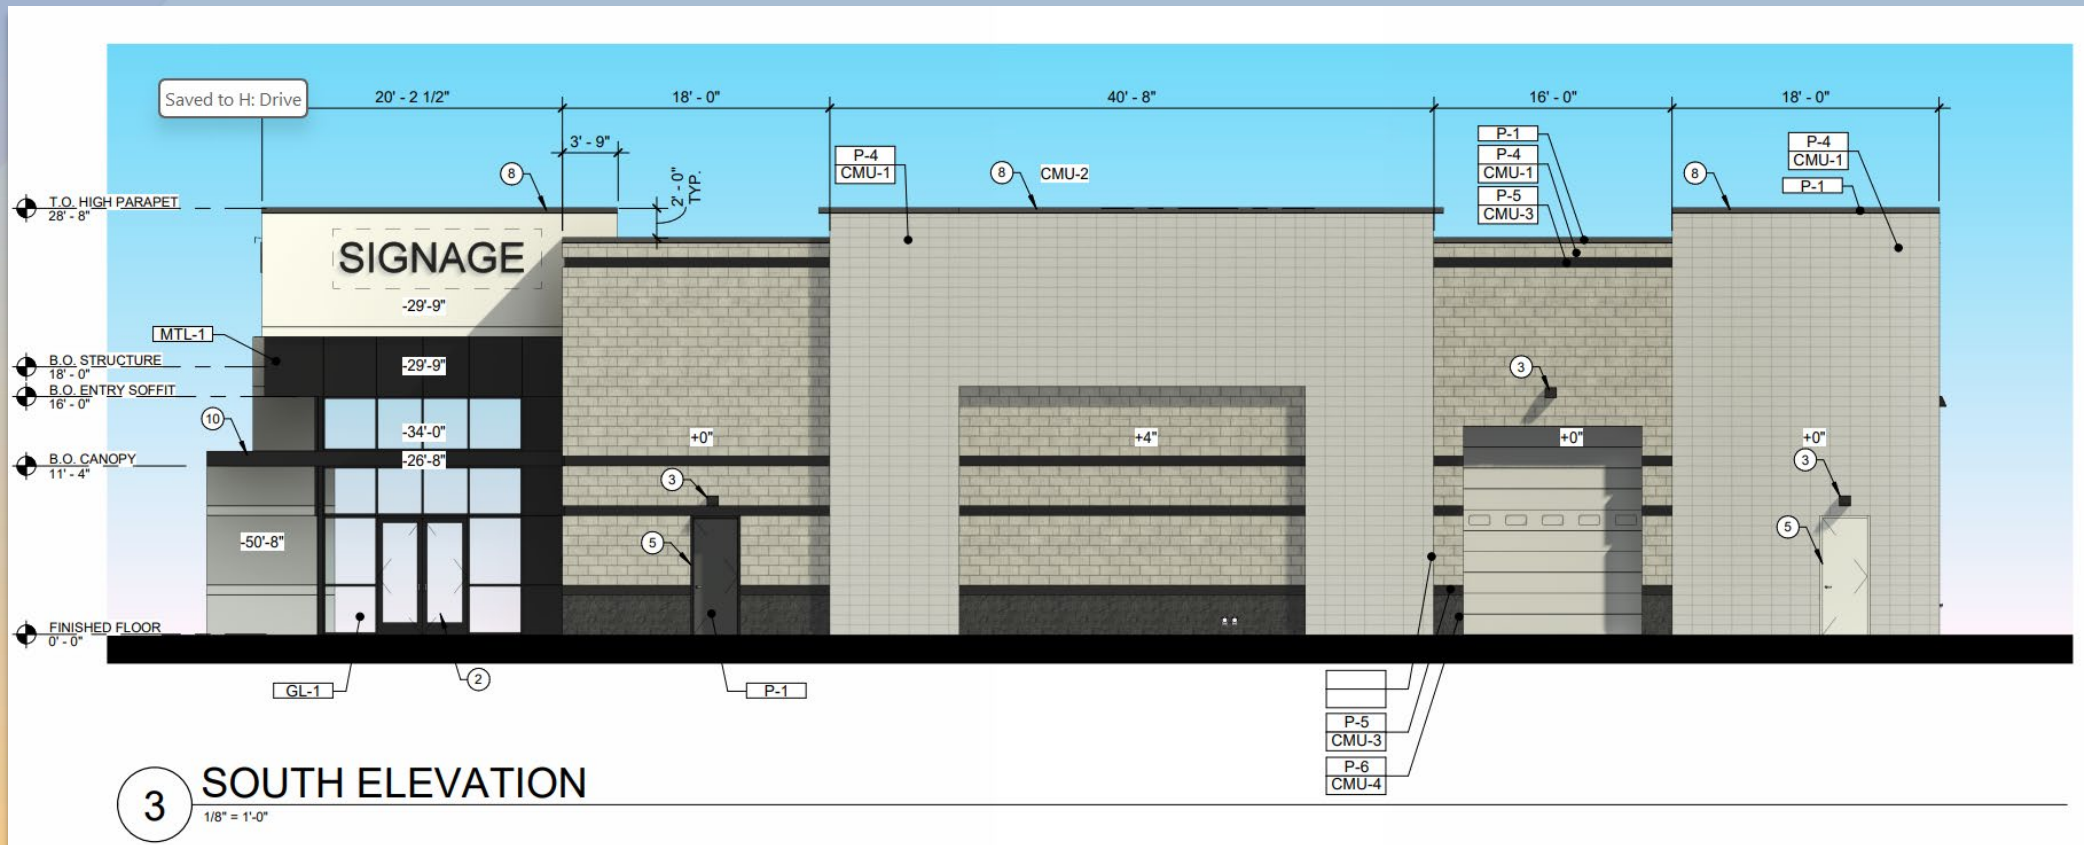 Saved to H: Drive
20' - 2 1/2"
18' - 0"
40' - 8"
16' - 0"
18' - 0"
3' - 9"
2' - 0"
TYP.
8
P-4
CMU-1
8
CMU-2
P-1
P-4
CMU-1
P-5
CMU-3
8
P-4
CMU-1
P-1
T.O. HIGH PARAPET
28' - 8"
SIGNAGE
-29'-9"
MTL-1
B.O. STRUCTURE
18' - 0"
-29'-9"
3
B.O. ENTRY SOFFIT
16' - 0"
10
-34'-0"
+0"
+4"
+0"
+0"
B.O. CANOPY
11' - 4"
-26'-8"
3
3
5
5
-50'-8"
FINISHED FLOOR
0' - 0"
GL-1
2
P-1
P-5
CMU-3
P-6
CMU-4
3
SOUTH ELEVATION
1/8" = 1'-0"